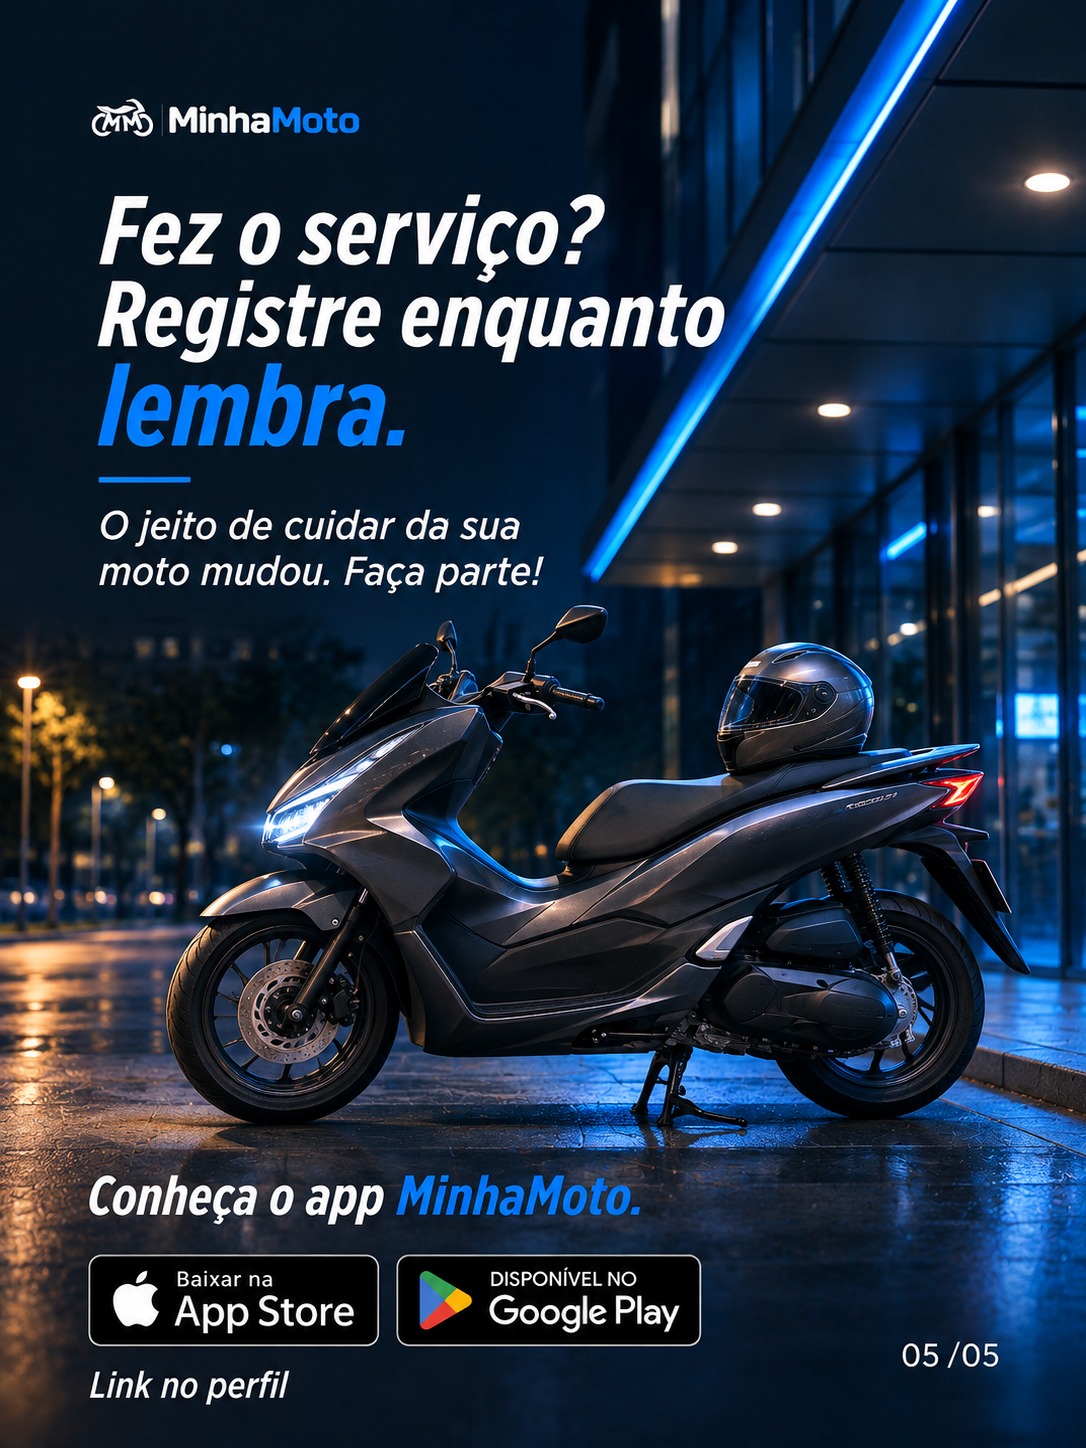 MM MinhaMoto
Fez o serviço?
Registre enquanto
lembra.
O jeito de cuidar da sua
moto mudou. Faça parte!
Conheça o app MinhaMoto.
Baixar na
App Store
DISPONÍVEL NO
Google Play
Link no perfil
05 /05